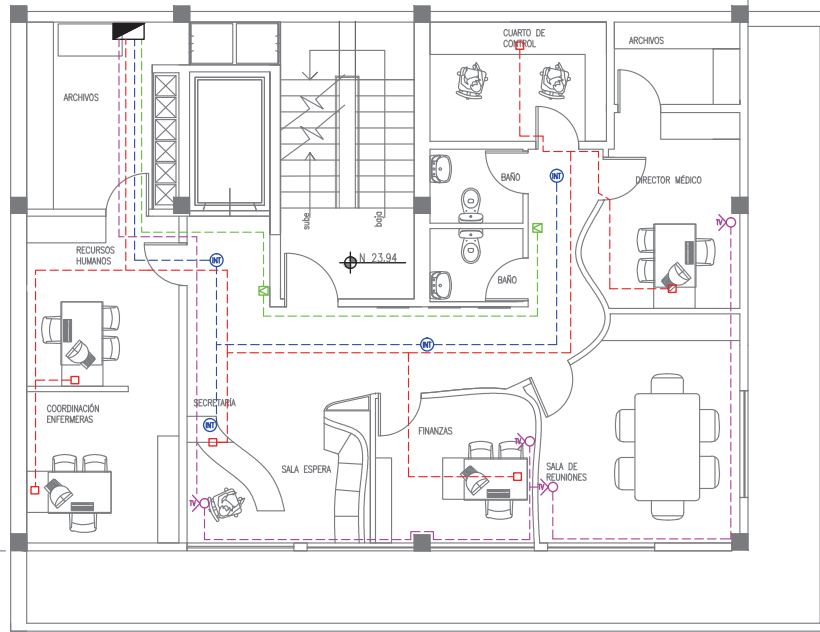 CUARTO DE
CONTROL
ARCHIVOS
ARCHIVOS
BAÑO
INT
DIRECTOR MÉDICO
TV
sube
baja
RECURSOS
HUMANOS
INT
N 23.94
BAÑO
INT
SECRETARÍA
COORDINACIÓN
ENFERMERAS
INT
FINANZAS
TV
SALA ESPERA
SALA DE
REUNIONES
TV
TV